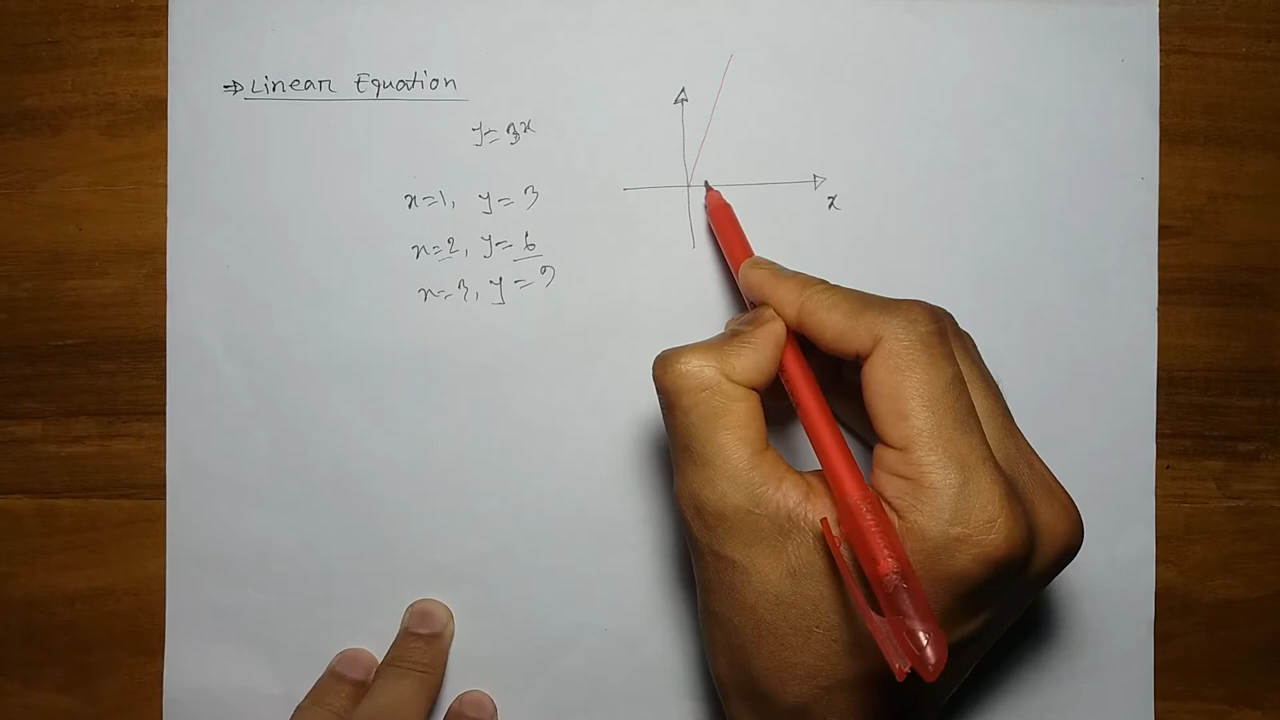 ⇒ Linear Equation
y = 3x
x=1, y = 3
x=2, y = 6
x=3, y = 9
x